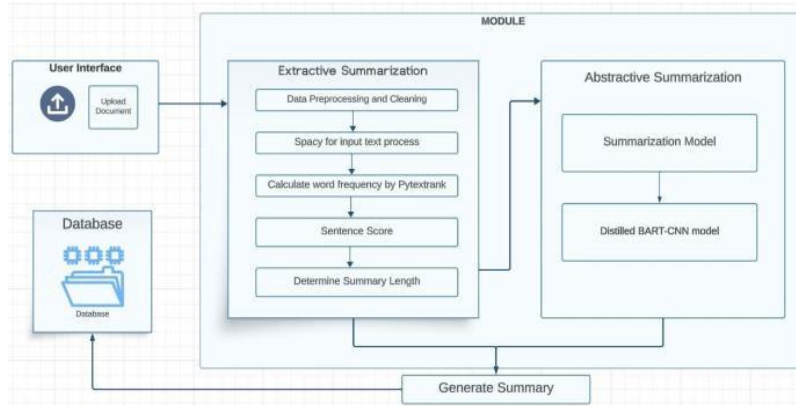 MODULE
User Interface
Upload
Document
Extractive Summarization
Data Preprocessing and Cleaning
Spacy for input text process
Calculate word frequency by Pytextrank
Sentence Score
Determine Summary Length
Abstractive Summarization
Summarization Model
Distilled BART-CNN model
Database
Database
Generate Summary